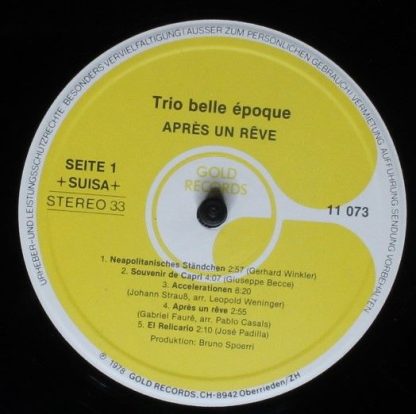 URHEBER- UND LEISTUNGSSCHUTZRECHTE, BESONDERS VERVIELFÄLTIGUNG (AUSSER ZUM PERSÖNLICHEN GEBRAUCH) VERMIETUNG, AUFFÜHRUNG, SENDUNG VORBEHALTEN
Trio belle époque
APRÈS UN RÊVE
SEITE 1
+SUISA+
STEREO 33
GOLD
RECORDS
11 073
1. Neapolitanisches Ständchen 2:57 (Gerhard Winkler)
2. Souvenir de Capri 4:07 (Giuseppe Becce)
3. Accelerationen 8:20
(Johann Strauß, arr. Leopold Weninger)
4. Après un rêve 2:55
(Gabriel Fauré, arr. Pablo Casals)
5. El Relicario 2:10 (José Padilla)
Produktion: Bruno Spoerri
℗ 1978 GOLD RECORDS, CH-8942 Oberrieden/ZH